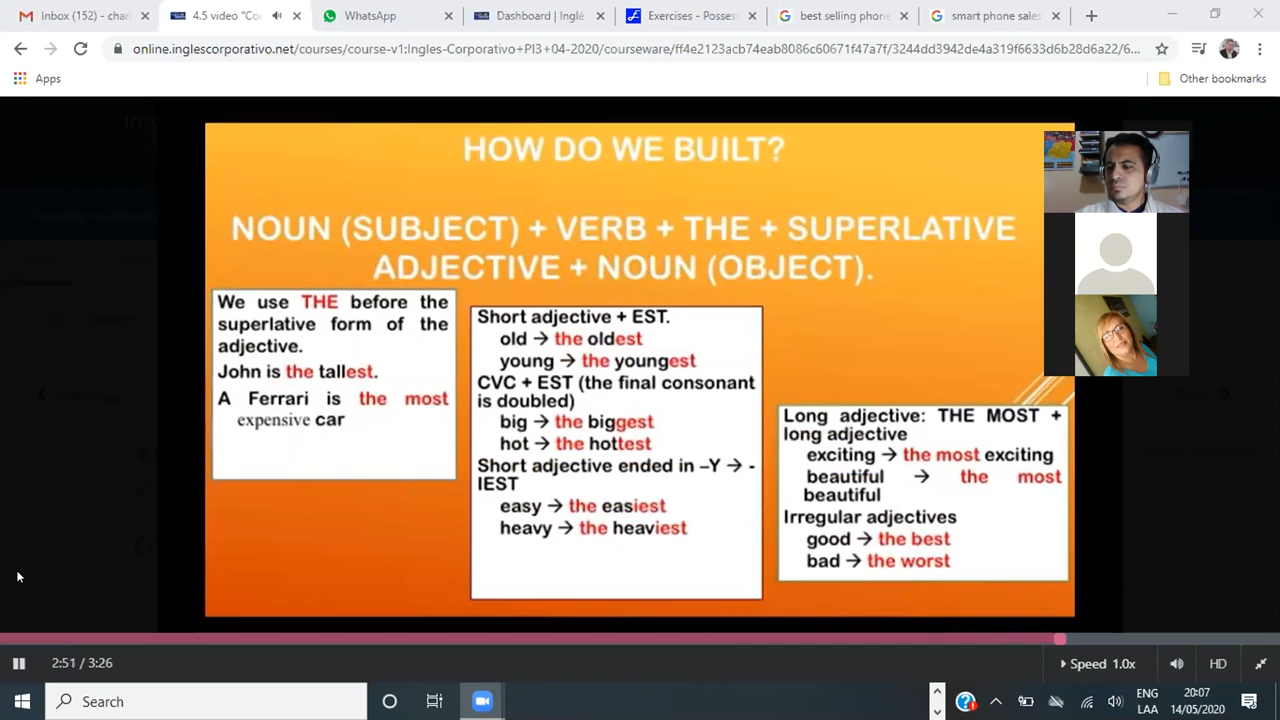 Inbox (152) - charl
4.5 video "Co
WhatsApp
Dashboard | Inglé
Exercises - Possess
best selling phone
smart phone sales
online.inglescorporativo.net/courses/course-v1:Ingles-Corporativo+PI3+04-2020/courseware/ff4e2123acb74eab8086c60671f47a7f/3244dd3942de4a319f6633d6b28d6a22/6...
Apps
Other bookmarks
HOW DO WE BUILT?
NOUN (SUBJECT) + VERB + THE + SUPERLATIVE
ADJECTIVE + NOUN (OBJECT).
We use THE before the
superlative form of the
adjective.
John is the tallest.
A Ferrari is the most
expensive car
Short adjective + EST.
old → the oldest
young → the youngest
CVC + EST (the final consonant
is doubled)
big → the biggest
hot → the hottest
Short adjective ended in –Y → -
IEST
easy → the easiest
heavy → the heaviest
Long adjective: THE MOST +
long adjective
exciting → the most exciting
beautiful → the most
beautiful
Irregular adjectives
good → the best
bad → the worst
2:51 / 3:26
Speed 1.0x
HD
Search
ENG
LAA
20:07
14/05/2020